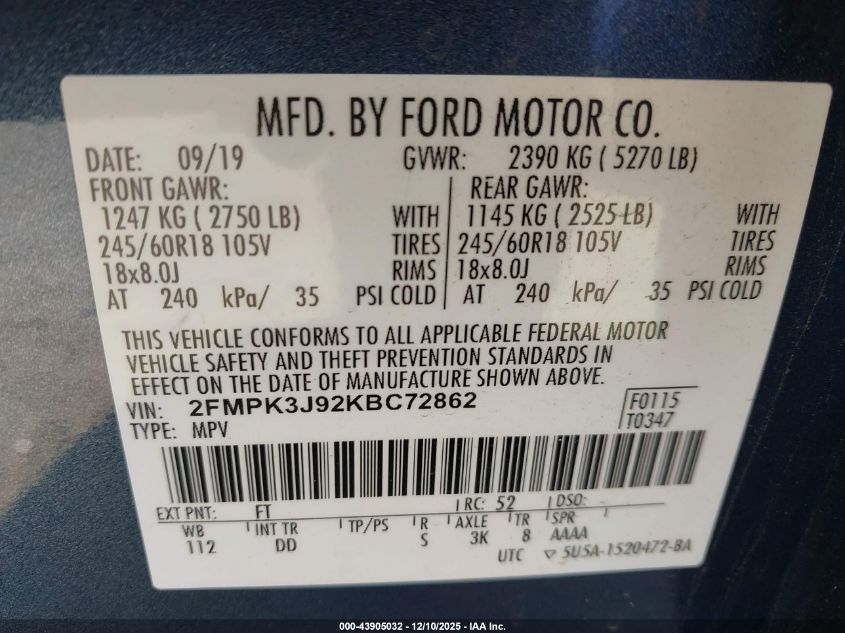 MFD. BY FORD MOTOR CO.
DATE: 09/19 GVWR: 2390 KG ( 5270 LB)
FRONT GAWR: REAR GAWR:
1247 KG ( 2750 LB) WITH 1145 KG ( 2525 LB) WITH
245/60R18 105V TIRES 245/60R18 105V TIRES
18x8.0J RIMS 18x8.0J RIMS
AT 240 kPa/ 35 PSI COLD AT 240 kPa/ 35 PSI COLD
THIS VEHICLE CONFORMS TO ALL APPLICABLE FEDERAL MOTOR
VEHICLE SAFETY AND THEFT PREVENTION STANDARDS IN
EFFECT ON THE DATE OF MANUFACTURE SHOWN ABOVE.
VIN: 2FMPK3J92KBC72862 F0115
TYPE: MPV T0347
EXT PNT: FT RC: 52 DSO:
WB INT TR TP/PS R AXLE TR SPR
112 DD S 3K 8 AAAA
UTC 5U5A-1520472-BA
000-43905032 - 12/10/2025 - IAA Inc.